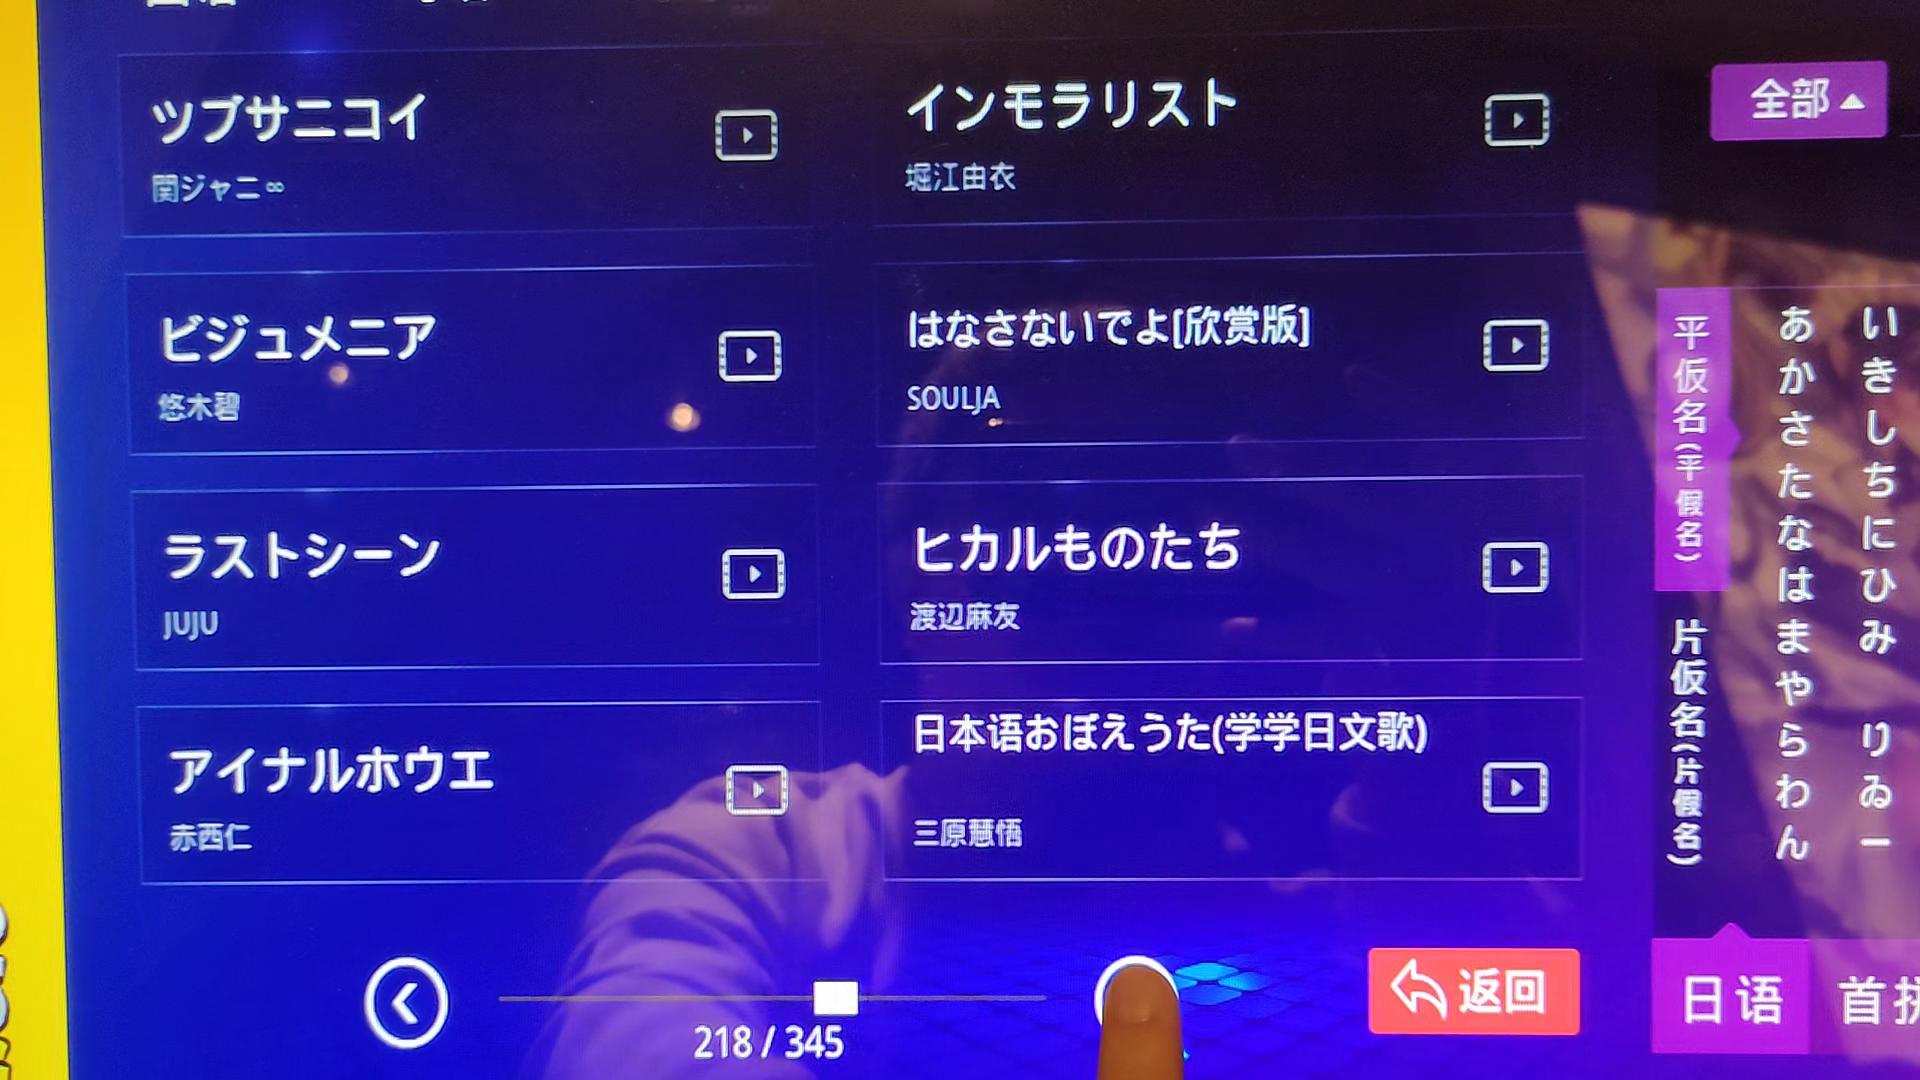 ツブサニコイ
関ジャニ∞
インモラリスト
堀江由衣
ビジュメニア
悠木碧
はなさないでよ[欣赏版]
SOULJA
ラストシーン
JUJU
ヒカルものたち
渡辺麻友
アイナルホウエ
赤西仁
日本语おぼえうた(学学日文歌)
三原慧悟
218 / 345
返回
全部
平仮名(平假名)
片仮名(片假名)
あかさたなはまやらわん
いきしちにひみ りゐー
日语
首拼